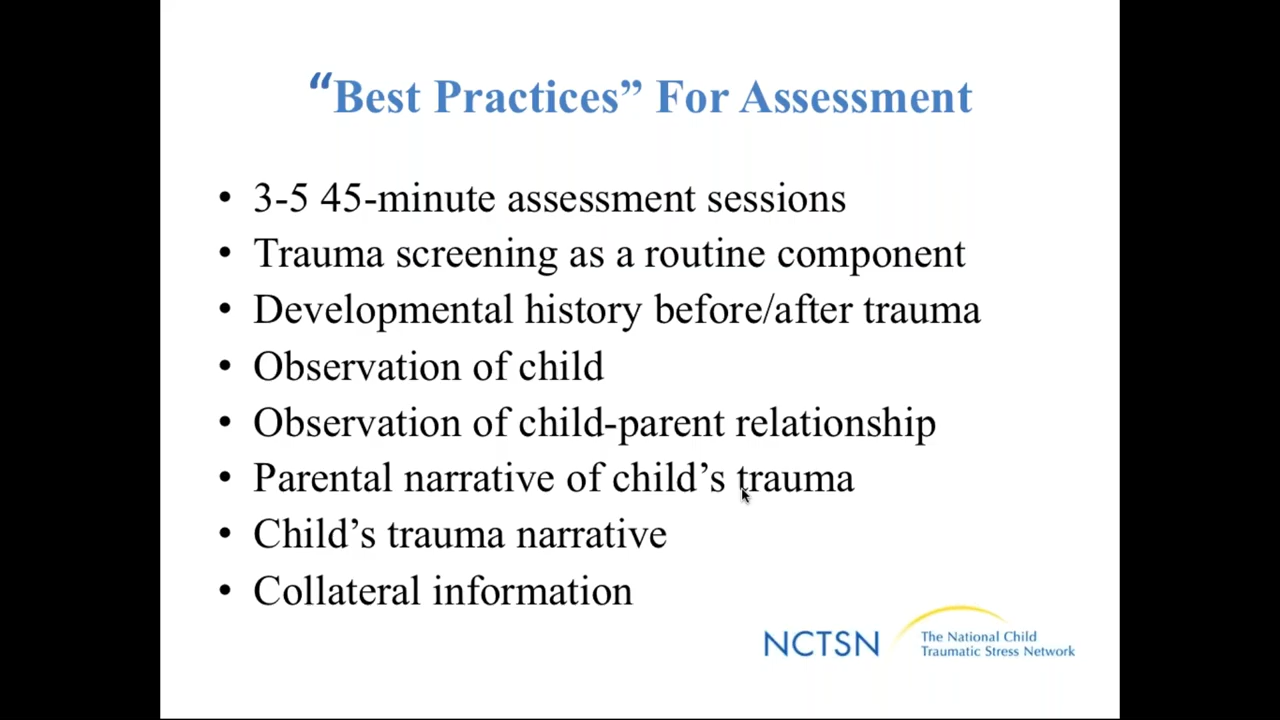 “Best Practices” For Assessment
• 3-5 45-minute assessment sessions
• Trauma screening as a routine component
• Developmental history before/after trauma
• Observation of child
• Observation of child-parent relationship
• Parental narrative of child’s trauma
• Child’s trauma narrative
• Collateral information
NCTSN
The National Child
Traumatic Stress Network